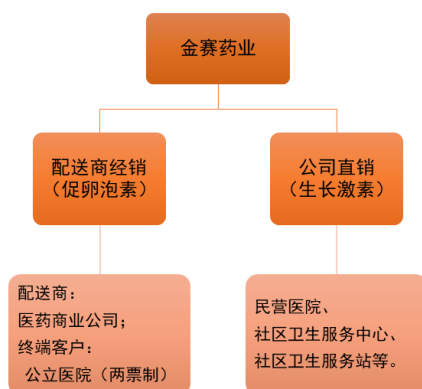 金赛药业
配送商经销
（促卵泡素）
公司直销
（生长激素）
配送商：
医药商业公司；
终端客户：
公立医院（两票制）
民营医院、
社区卫生服务中心、
社区卫生服务站等。